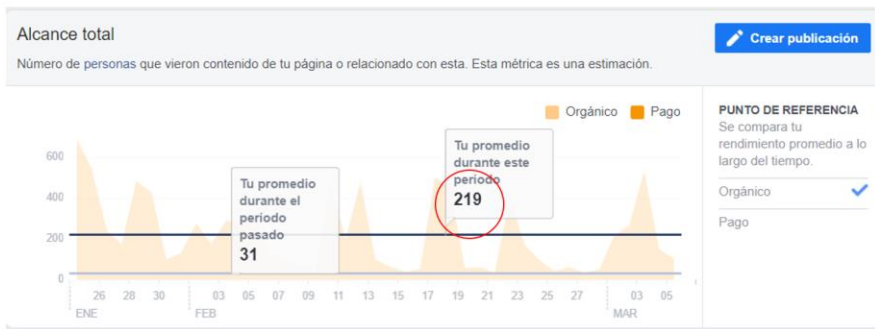 Alcance total
Crear publicación
Número de personas que vieron contenido de tu página o relacionado con esta. Esta métrica es una estimación.
Orgánico Pago
PUNTO DE REFERENCIA
Se compara tu
rendimiento promedio a lo
largo del tiempo.
Orgánico
Pago
Tu promedio
durante este
periodo
219
Tu promedio
durante el
periodo
pasado
31
600
400
200
0
26 28 30 03 05 07 09 11 13 15 17 19 21 23 25 27 03 05
ENE FEB MAR